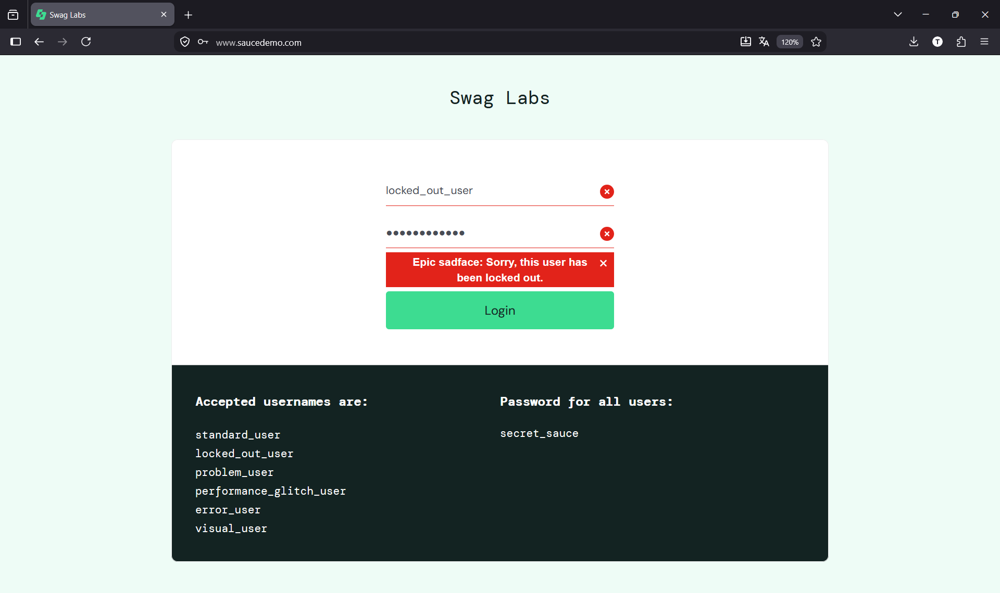 Swag Labs
www.saucedemo.com
120%
T
Swag Labs
locked_out_user
••••••••••••
Epic sadface: Sorry, this user has
been locked out.
Login
Accepted usernames are:
standard_user
locked_out_user
problem_user
performance_glitch_user
error_user
visual_user
Password for all users:
secret_sauce